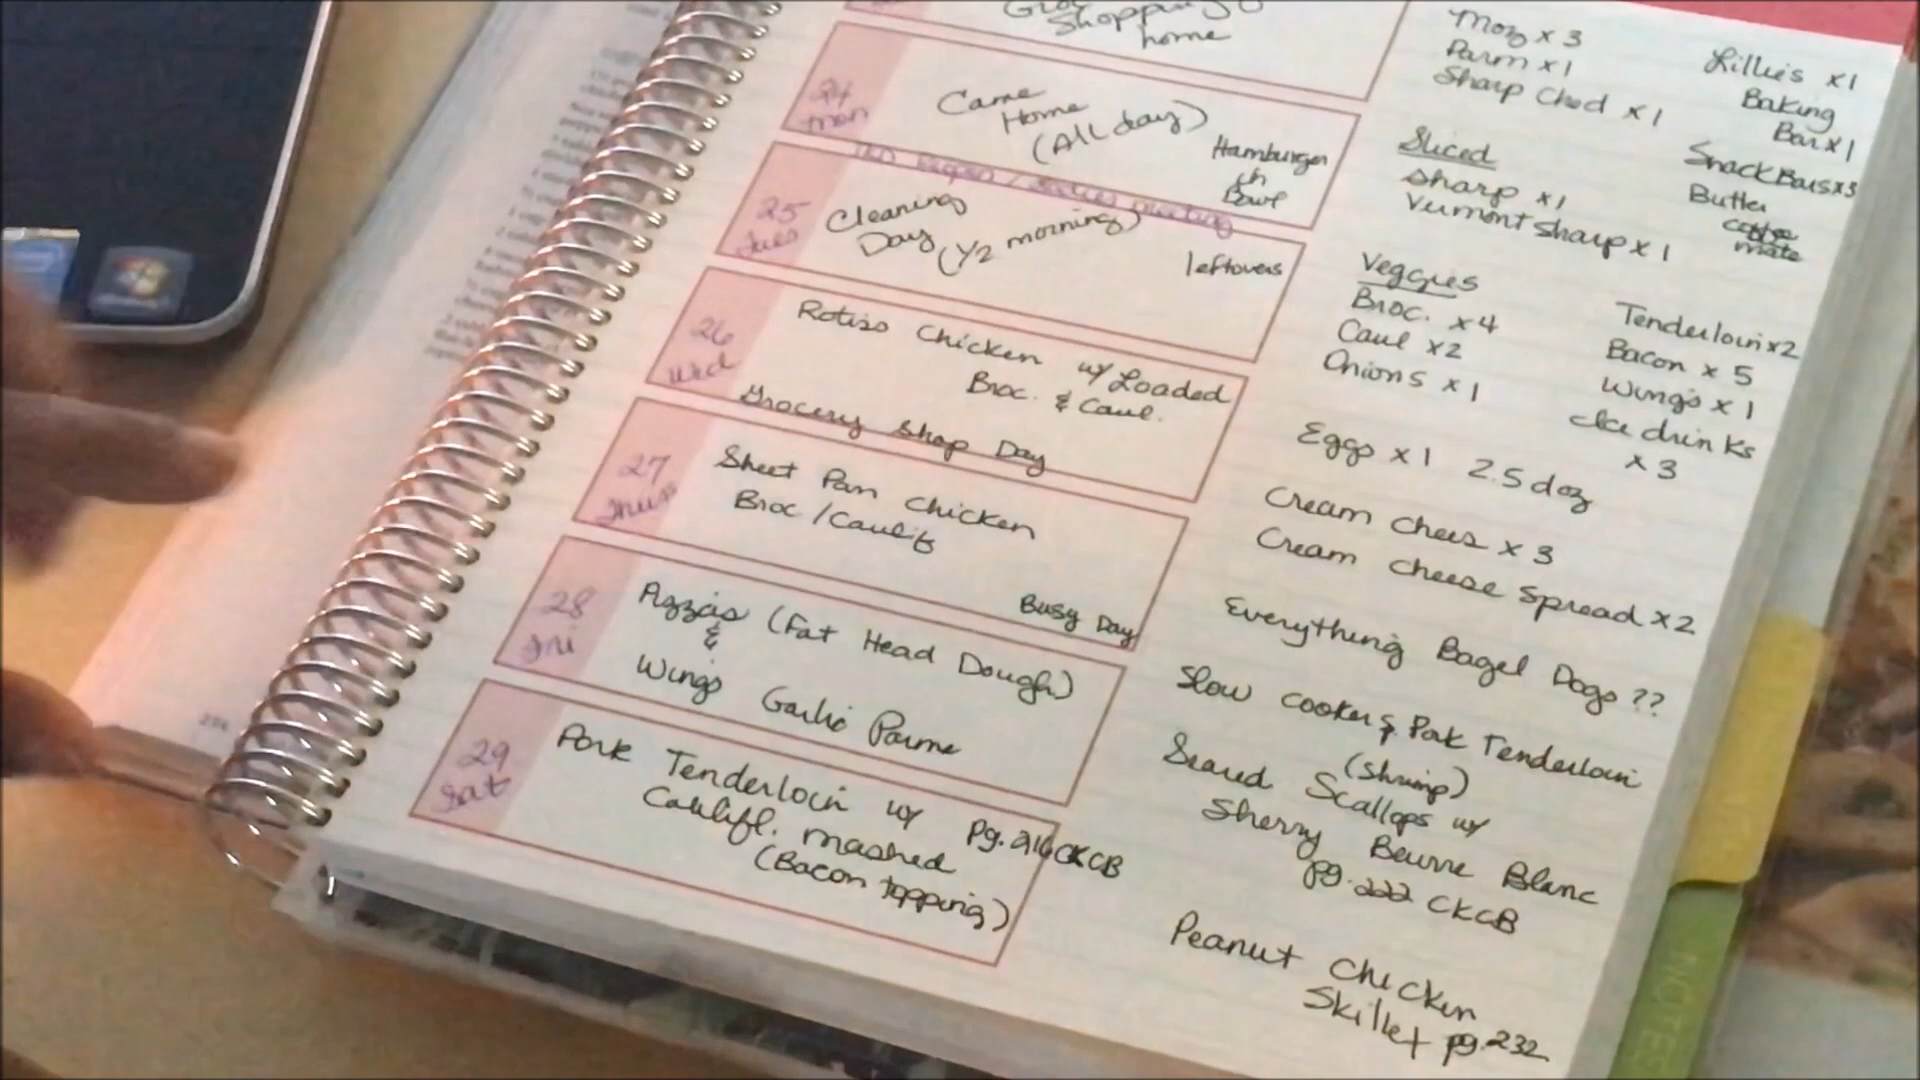 Shopping
home
24
mon
Came
Home
(All day)
Hamburger
in
Bowl
25
Tues
Cleaning
Day (1/2 morning)
leftovers
26
Wed
Rotiss Chicken w/ Loaded
Broc. & Caul.
Grocery Shop Day
27
Thurs
Sheet Pan Chicken
Broc / Caulif
Busy Day
28
Fri
Pizzas (Fat Head Dough)
&
Wings Garlic Parme
29
Sat
Pork Tenderloin w/ pg. 216 CKCB
Caulifl. mashed
(Bacon topping)
Moz x 3
Parm x 1
Sharp Ched x 1
Sliced
Sharp x 1
Vermont Sharp x 1
Veggies
Broc. x 4
Caul x 2
Onions x 1
Eggs x 1 2.5 doz
Cream Chees x 3
Cream cheese Spread x 2
Everything Bagel Dogs ??
Slow cooker & Pork Tenderloin
(Shrimp)
Seared Scallops w/
Sherry Beurre Blanc
pg. 222 CKCB
Peanut Chicken
Skillet pg. 232
Lillie's x 1
Baking
Bar x 1
Snack Bars x 3
Butter
coffee
mate
Tenderloin x 2
Bacon x 5
Wings x 1
Ice drinks
x 3
NOTES